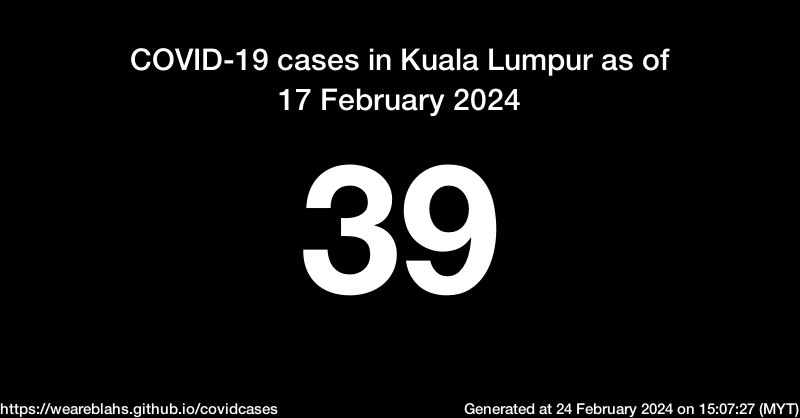 COVID-19 cases in Kuala Lumpur as of
17 February 2024
39
https://weareblahs.github.io/covidcases
Generated at 24 February 2024 on 15:07:27 (MYT)